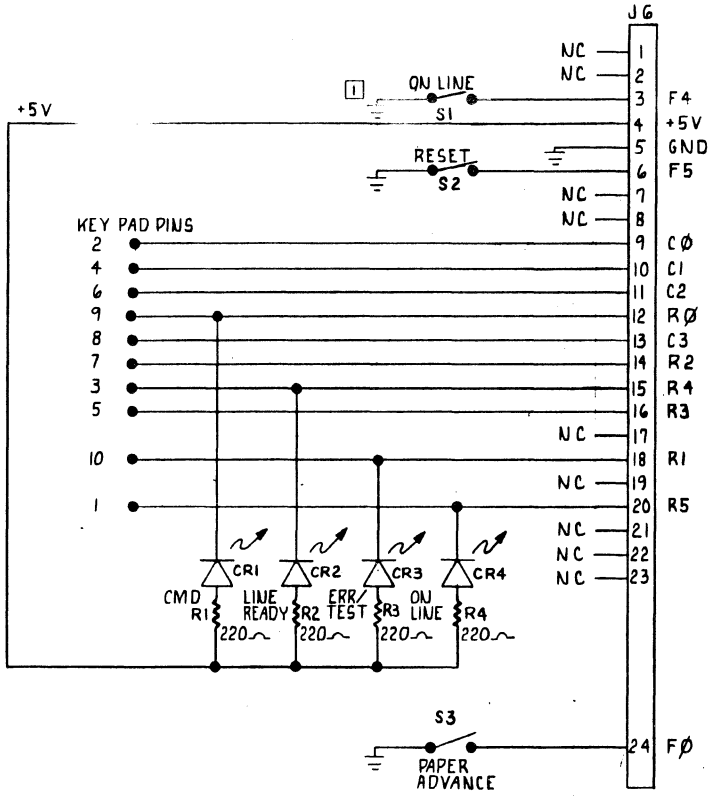 J6
NC 1
NC 2
1 ON LINE 3 F4
S1
+5V 4 +5V
5 GND
RESET 6 F5
S2
NC 7
NC 8
KEY PAD PINS
2 9 CØ
4 10 C1
6 11 C2
9 12 RØ
8 13 C3
7 14 R2
3 15 R4
5 16 R3
NC 17
10 18 R1
NC 19
1 20 R5
NC 21
NC 22
NC 23
CR1 CR2 CR3 CR4
CMD LINE ERR/ ON
R1 READY R2 TEST R3 LINE R4
220 220 220 220
S3
24 FØ
PAPER
ADVANCE